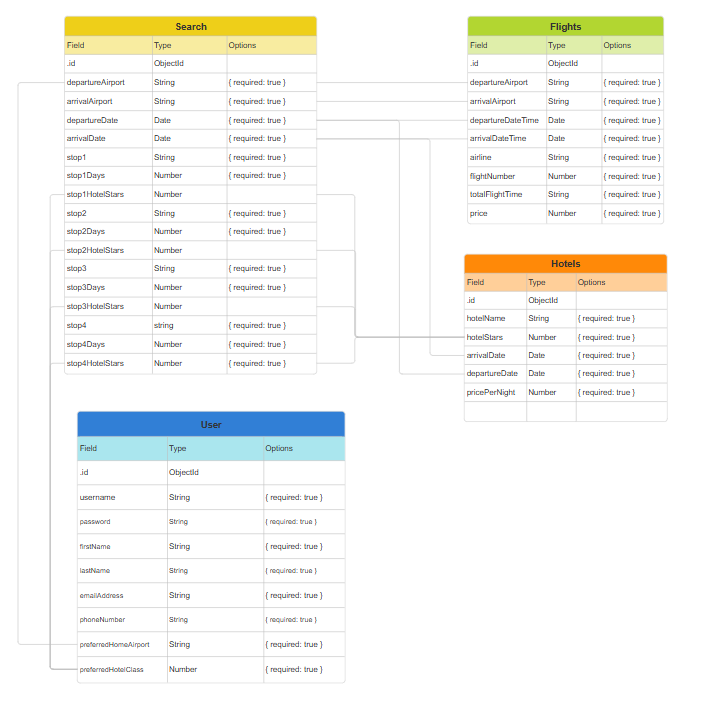 Search
Field Type Options
.id ObjectId
departureAirport String { required: true }
arrivalAirport String { required: true }
departureDate Date { required: true }
arrivalDate Date { required: true }
stop1 String { required: true }
stop1Days Number { required: true }
stop1HotelStars Number
stop2 String { required: true }
stop2Days Number { required: true }
stop2HotelStars Number
stop3 String { required: true }
stop3Days Number { required: true }
stop3HotelStars Number
stop4 string { required: true }
stop4Days Number { required: true }
stop4HotelStars Number { required: true }
Flights
Field Type Options
.id ObjectId
departureAirport String { required: true }
arrivalAirport String { required: true }
departureDateTime Date { required: true }
arrivalDateTime Date { required: true }
airline String { required: true }
flightNumber Number { required: true }
totalFlightTime String { required: true }
price Number { required: true }
Hotels
Field Type Options
.id ObjectId
hotelName String { required: true }
hotelStars Number { required: true }
arrivalDate Date { required: true }
departureDate Date { required: true }
pricePerNight Number { required: true }
User
Field Type Options
.id ObjectId
username String { required: true }
password String { required: true }
firstName String { required: true }
lastName String { required: true }
emailAddress String { required: true }
phoneNumber String { required: true }
preferredHomeAirport String { required: true }
preferredHotelClass Number { required: true }